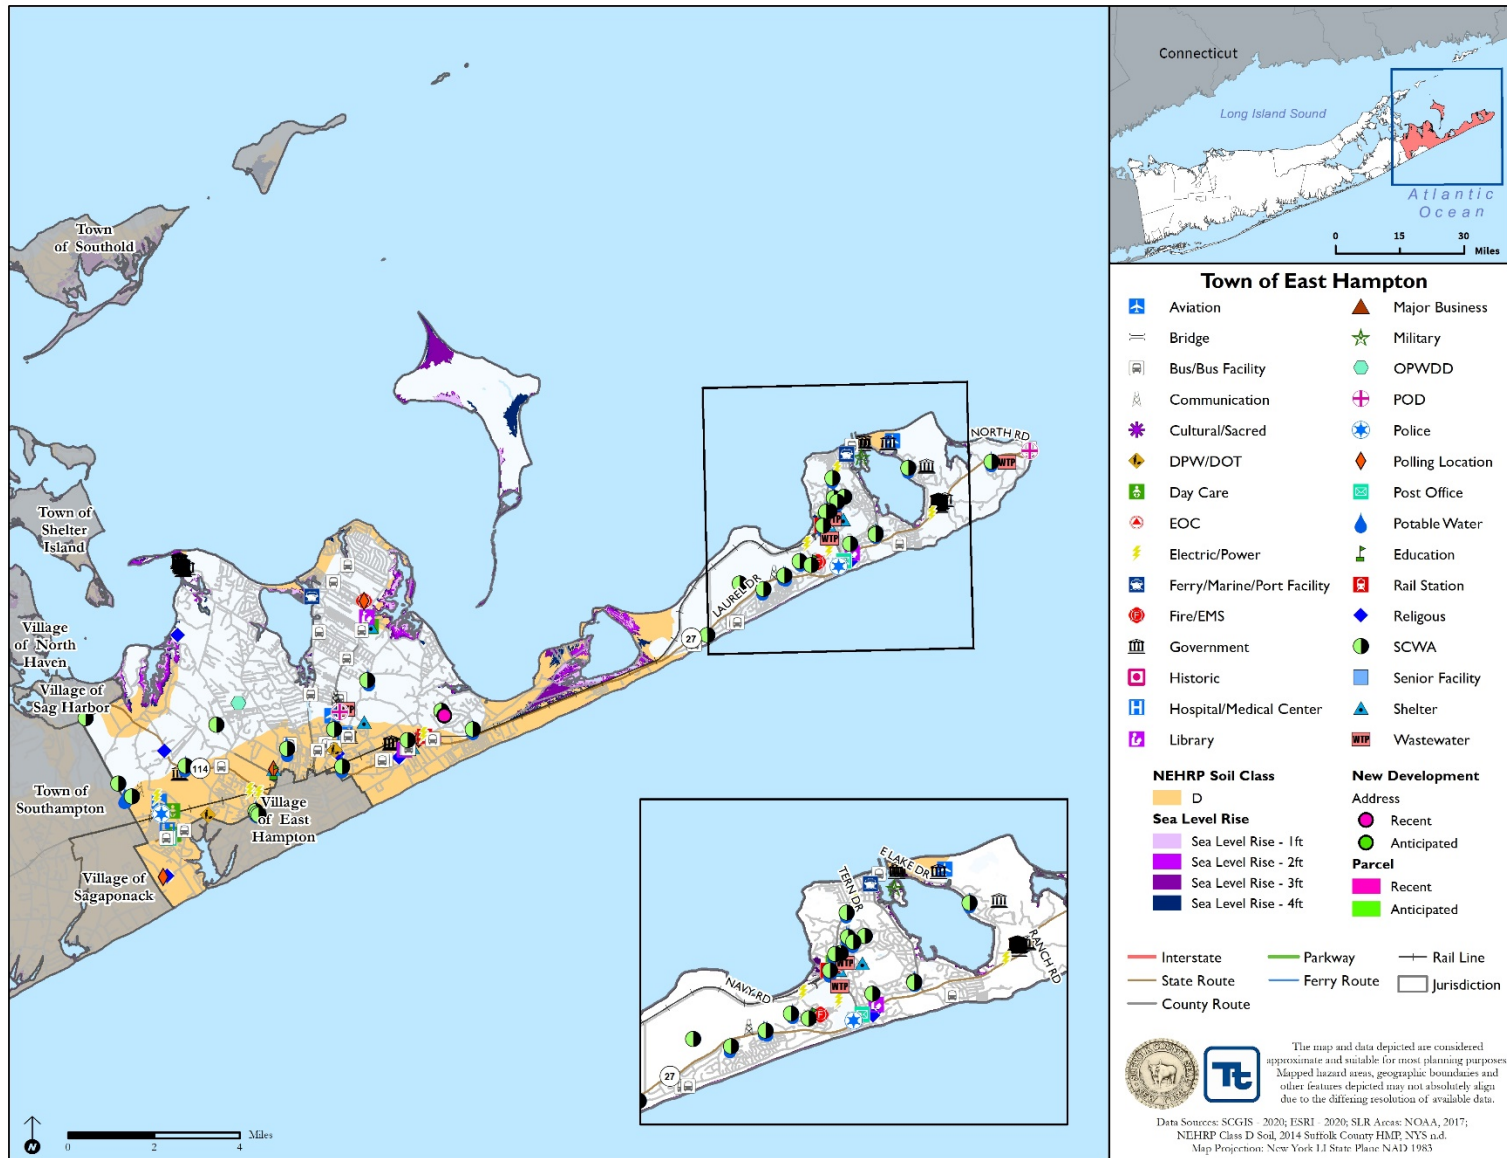 Town
of Southold
Town of
Shelter
Island
Village
of North
Haven
Village of
Sag Harbor
Town of
Southampton
Village of
Sagaponack
Village
of East
Hampton
114
27
LAUREL DR
NORTH RD
WTP
WTP
WTP
N
0 2 4 Miles
E LAKE DR
TERN DR
RANCH RD
NAVY RD
WTP
WTP
27
Connecticut
Long Island Sound
Atlantic
Ocean
0 15 30
Miles
Town of East Hampton
Aviation
Bridge
Bus/Bus Facility
Communication
Cultural/Sacred
DPW/DOT
Day Care
EOC
Electric/Power
Ferry/Marine/Port Facility
Fire/EMS
Government
Historic
Hospital/Medical Center
Library
Major Business
Military
OPWDD
POD
Police
Polling Location
Post Office
Potable Water
Education
Rail Station
Religous
SCWA
Senior Facility
Shelter
WTP Wastewater
NEHRP Soil Class
D
Sea Level Rise
Sea Level Rise - 1ft
Sea Level Rise - 2ft
Sea Level Rise - 3ft
Sea Level Rise - 4ft
New Development
Address
Recent
Anticipated
Parcel
Recent
Anticipated
Interstate
State Route
County Route
Parkway
Ferry Route
Rail Line
Jurisdiction
Tt
The map and data depicted are considered
approximate and suitable for most planning purposes
Mapped hazard areas, geographic boundaries and
other features depicted may not absolutely align
due to the differing resolution of available data.
Data Sources: SCGIS - 2020; ESRI - 2020; SLR Areas: NOAA, 2017;
NEHRP Class D Soil, 2014 Suffolk County HMP, NYS n.d.
Map Projection: New York LI State Plane NAD 1983